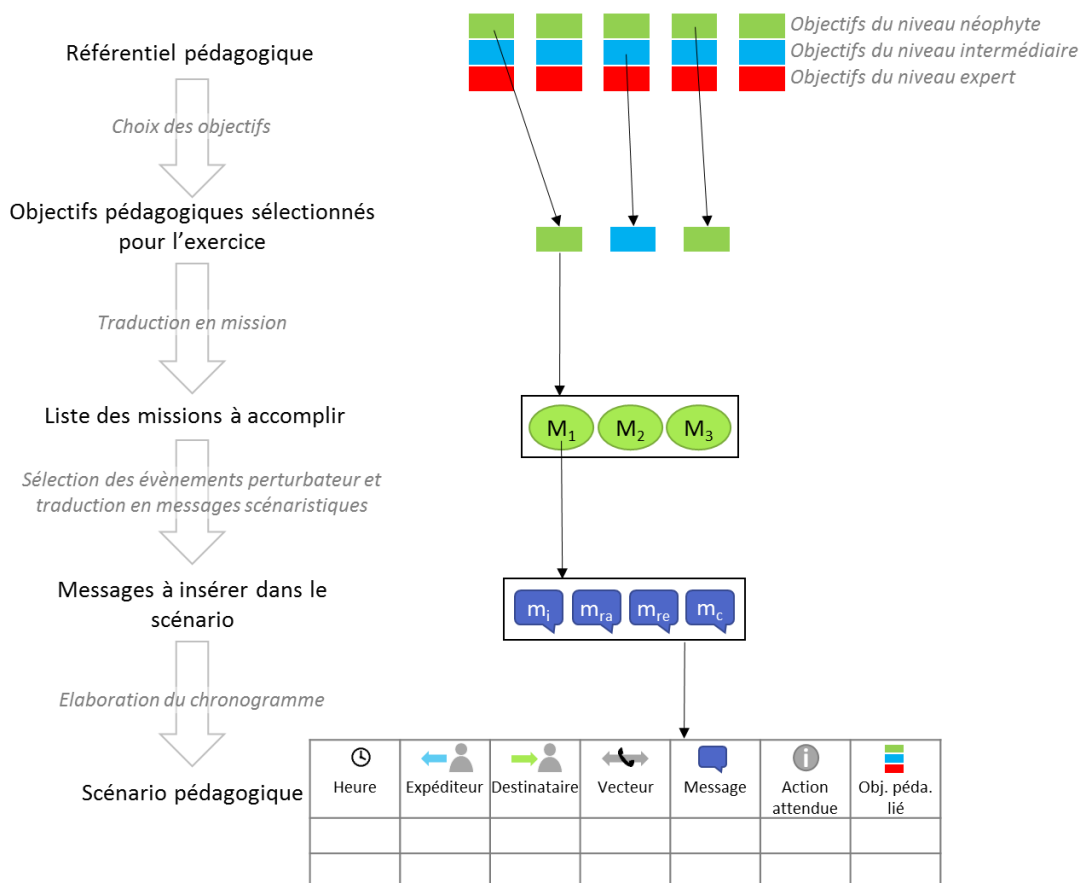 Objectifs du niveau néophyte
Référentiel pédagogique
Objectifs du niveau intermédiaire
Objectifs du niveau expert
Choix des objectifs
Objectifs pédagogiques sélectionnés
pour l'exercice
Traduction en mission
Liste des missions à accomplir
M1 M2 M3
Sélection des évènements perturbateur et
traduction en messages scénaristiques
Messages à insérer dans le
scénario
mi mra mre mc
Elaboration du chronogramme
Scénario pédagogique
Heure Expéditeur Destinataire Vecteur Message Action Obj. péda.
attendue lié